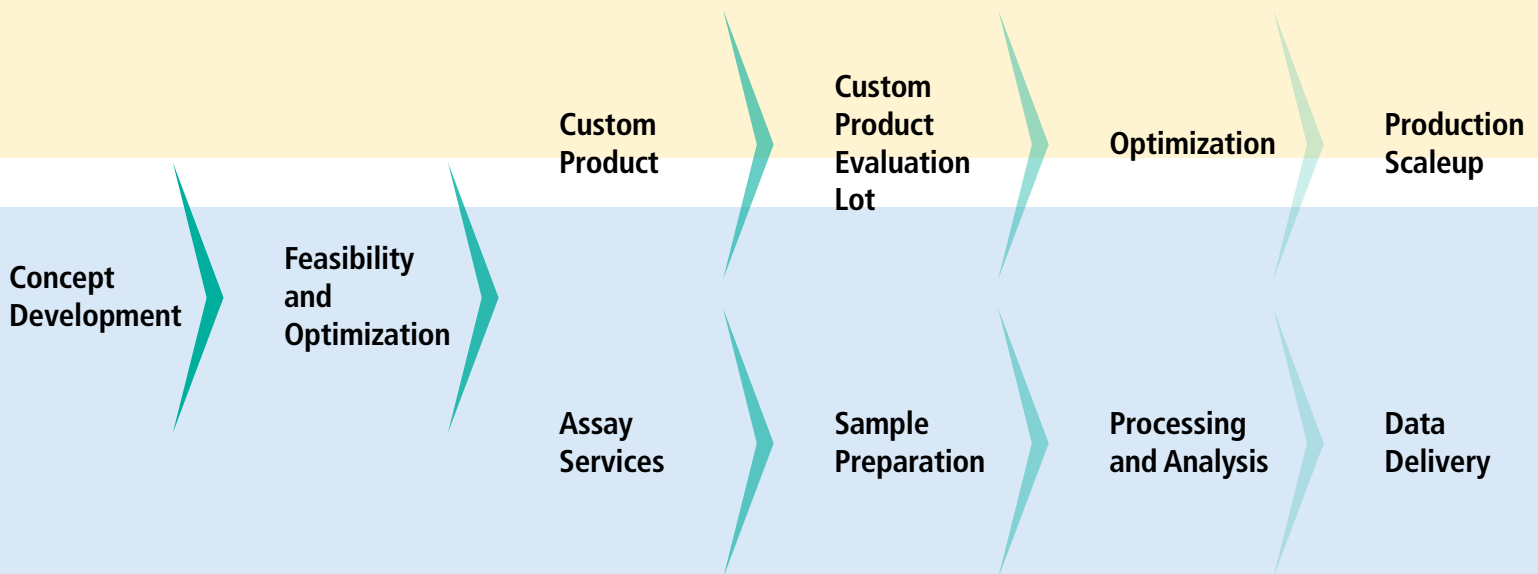 Concept
Development
Feasibility
and
Optimization
Custom
Product
Custom
Product
Evaluation
Lot
Optimization
Production
Scaleup
Assay
Services
Sample
Preparation
Processing
and Analysis
Data
Delivery